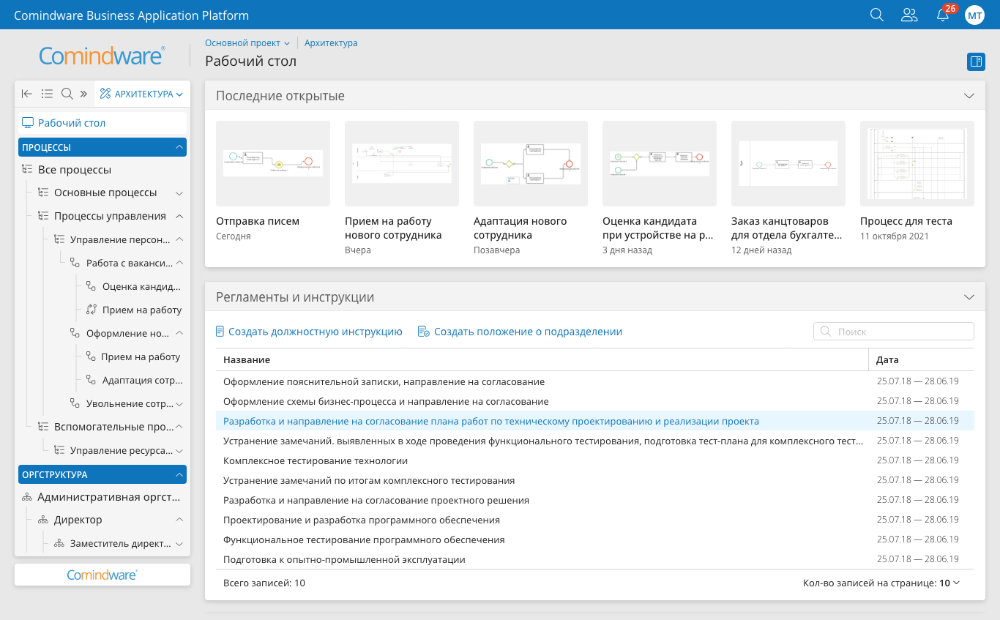 Comindware Business Application Platform
26
MT
Comindware®
Основной проект
Архитектура
Рабочий стол
АРХИТЕКТУРА
Рабочий стол
ПРОЦЕССЫ
Все процессы
Основные процессы
Процессы управления
Управление персон...
Работа с ваканси...
Оценка кандид...
Прием на работу
Оформление но...
Прием на работу
Адаптация сотр...
Увольнение сотр...
Вспомогательные про...
Управление ресурса...
ОРГСТРУКТУРА
Административная оргст...
Директор
Заместитель директ...
Comindware®
Последние открытые
Отправка писем
Сегодня
Прием на работу
нового сотрудника
Вчера
Адаптация нового
сотрудника
Позавчера
Оценка кандидата
при устройстве на р...
3 дня назад
Заказ канцтоваров
для отдела бухгалте...
12 дней назад
Процесс для теста
11 октября 2021
Регламенты и инструкции
Создать должностную инструкцию
Создать положение о подразделении
Поиск
Название Дата
Оформление пояснительной записки, направление на согласование 25.07.18 — 28.06.19
Оформление схемы бизнес-процесса и направление на согласование 25.07.18 — 28.06.19
Разработка и направление на согласование плана работ по техническому проектированию и реализации проекта 25.07.18 — 28.06.19
Устранение замечаний. выявленных в ходе проведения функционального тестирования, подготовка тест-плана для комплексного тест... 25.07.18 — 28.06.19
Комплексное тестирование технологии 25.07.18 — 28.06.19
Устранение замечаний по итогам комплексного тестирования 25.07.18 — 28.06.19
Разработка и направление на согласование проектного решения 25.07.18 — 28.06.19
Проектирование и разработка программного обеспечения 25.07.18 — 28.06.19
Функциональное тестирование программного обеспечения 25.07.18 — 28.06.19
Подготовка к опытно-промышленной эксплуатации 25.07.18 — 28.06.19
Всего записей: 10
Кол-во записей на странице: 10